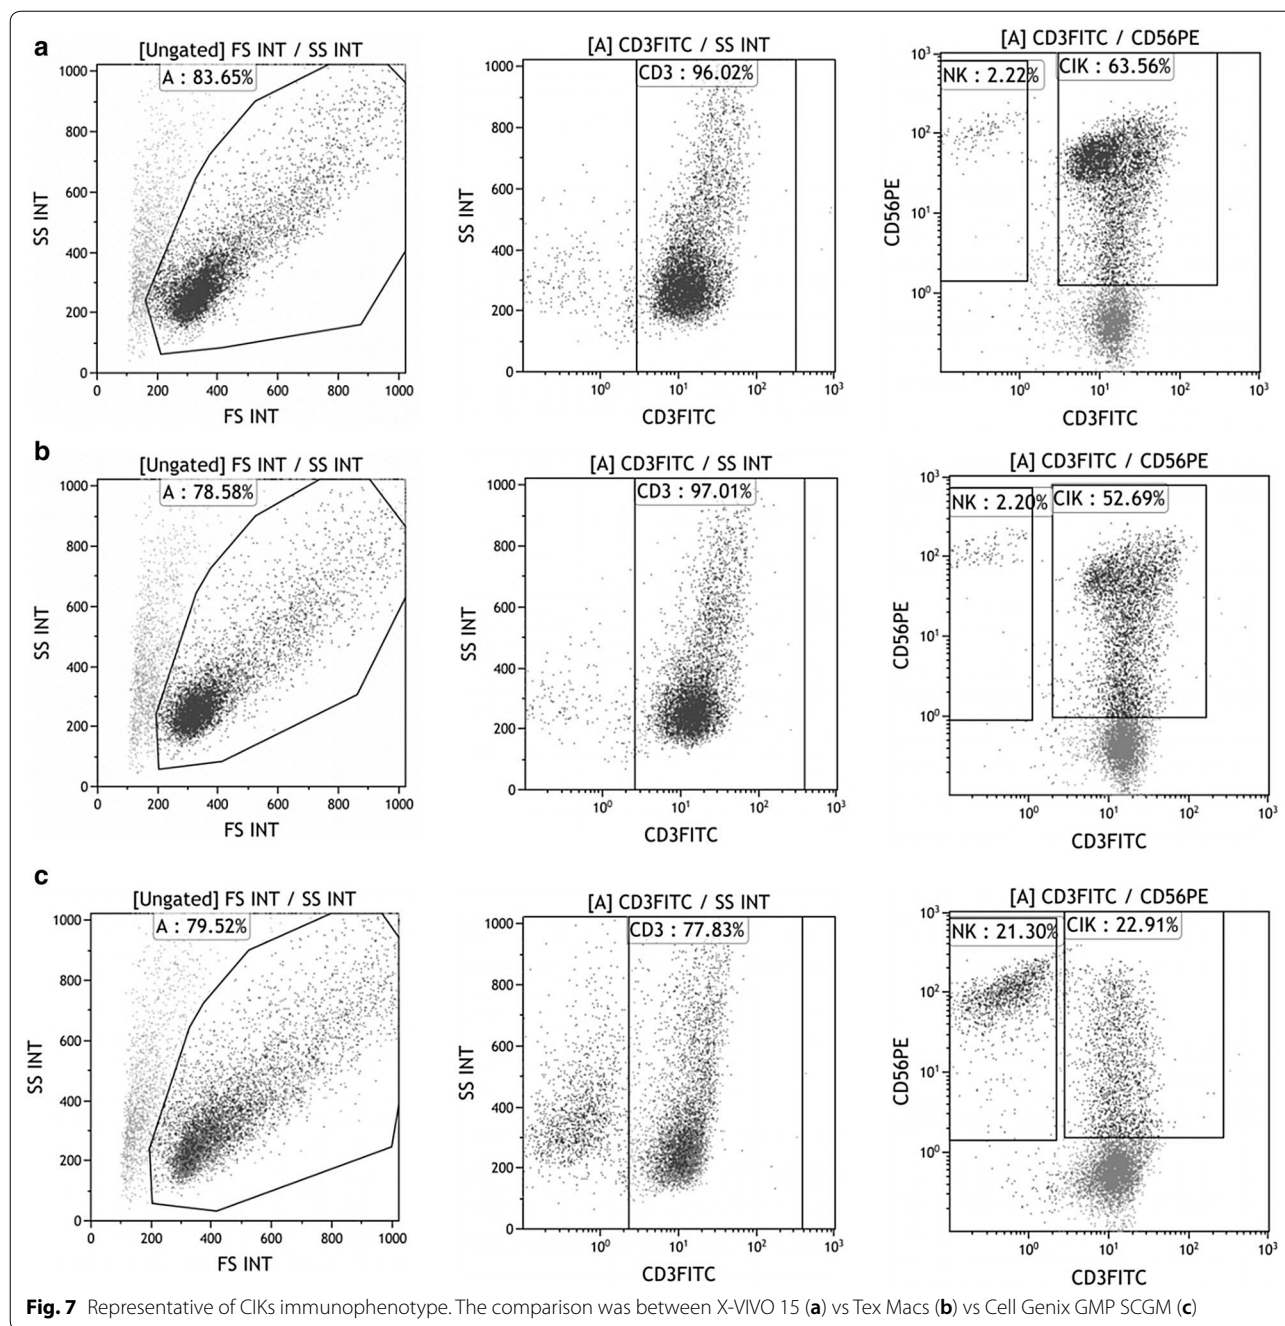 a
[Ungated] FS INT / SS INT
A : 83.65%
1000
800
600
400
200
0
SS INT
0 200 400 600 800 1000
FS INT
[A] CD3FITC / SS INT
CD3 : 96.02%
1000
800
600
400
200
0
SS INT
10⁰ 10¹ 10² 10³
CD3FITC
[A] CD3FITC / CD56PE
NK : 2.22% CIK : 63.56%
10³
10²
10¹
10⁰
CD56PE
10⁰ 10¹ 10² 10³
CD3FITC
b
[Ungated] FS INT / SS INT
A : 78.58%
1000
800
600
400
200
0
SS INT
0 200 400 600 800 1000
FS INT
[A] CD3FITC / SS INT
CD3 : 97.01%
1000
800
600
400
200
0
SS INT
10⁰ 10¹ 10² 10³
CD3FITC
[A] CD3FITC / CD56PE
NK : 2.20% CIK : 52.69%
10³
10²
10¹
10⁰
CD56PE
10⁰ 10¹ 10² 10³
CD3FITC
c
[Ungated] FS INT / SS INT
A : 79.52%
1000
800
600
400
200
0
SS INT
0 200 400 600 800 1000
FS INT
[A] CD3FITC / SS INT
CD3 : 77.83%
1000
800
600
400
200
0
SS INT
10⁰ 10¹ 10² 10³
CD3FITC
[A] CD3FITC / CD56PE
NK : 21.30% CIK : 22.91%
10³
10²
10¹
10⁰
CD56PE
10⁰ 10¹ 10² 10³
CD3FITC
Fig. 7 Representative of CIKs immunophenotype. The comparison was between X-VIVO 15 (a) vs Tex Macs (b) vs Cell Genix GMP SCGM (c)